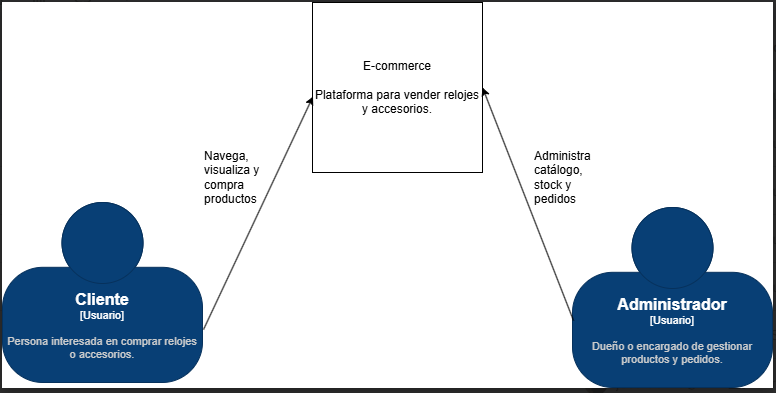 E-commerce
Plataforma para vender relojes
y accesorios.
Navega,
visualiza y
compra
productos
Administra
catálogo,
stock y
pedidos
Cliente
[Usuario]
Persona interesada en comprar relojes
o accesorios.
Administrador
[Usuario]
Dueño o encargado de gestionar
productos y pedidos.